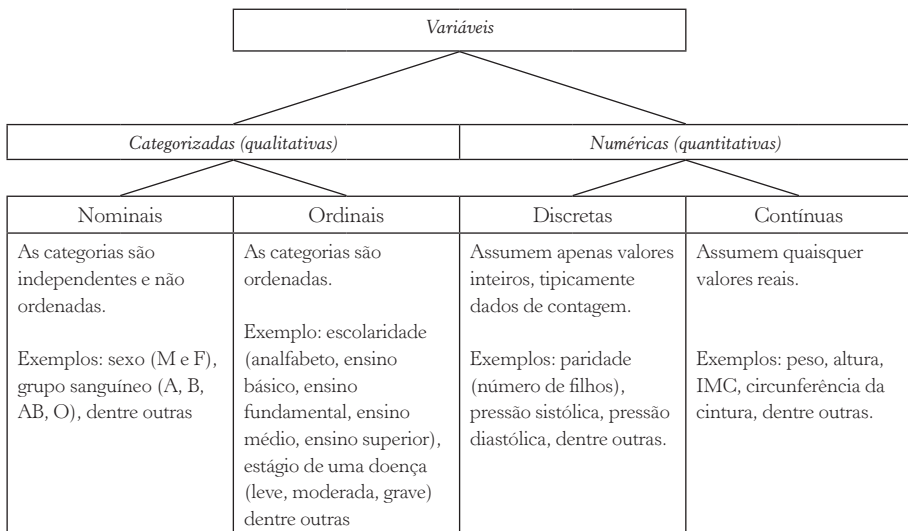 Variáveis
Categorizadas (qualitativas)
Numéricas (quantitativas)
Nominais
Ordinais
Discretas
Contínuas
As categorias são
independentes e não
ordenadas.
Exemplos: sexo (M e F),
grupo sanguíneo (A, B,
AB, O), dentre outras
As categorias são
ordenadas.
Exemplo: escolaridade
(analfabeto, ensino
básico, ensino
fundamental, ensino
médio, ensino superior),
estágio de uma doença
(leve, moderada, grave)
dentre outras
Assumem apenas valores
inteiros, tipicamente
dados de contagem.
Exemplos: paridade
(número de filhos),
pressão sistólica, pressão
diastólica, dentre outras.
Assumem quaisquer
valores reais.
Exemplos: peso, altura,
IMC, circunferência da
cintura, dentre outras.